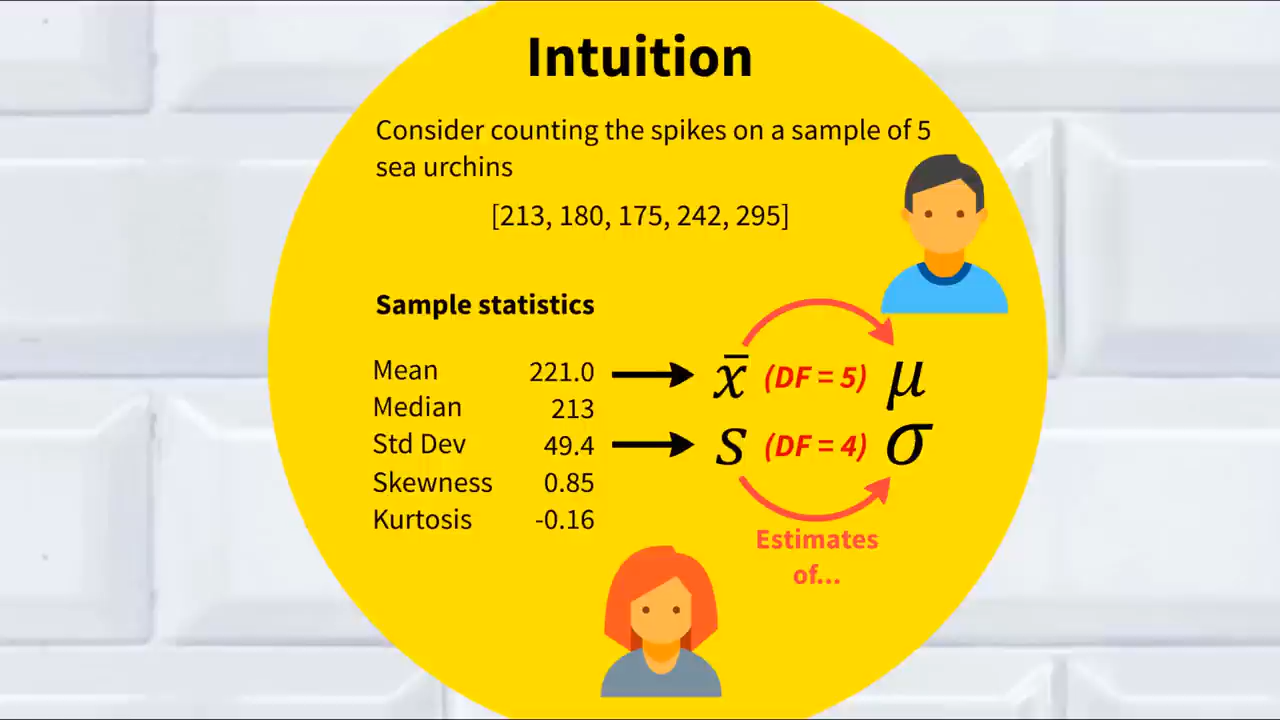 Intuition
Consider counting the spikes on a sample of 5
sea urchins
[213, 180, 175, 242, 295]
Sample statistics
Mean 221.0 x̄ (DF = 5) μ
Median 213
Std Dev 49.4 s (DF = 4) σ
Skewness 0.85
Kurtosis -0.16
Estimates
of...